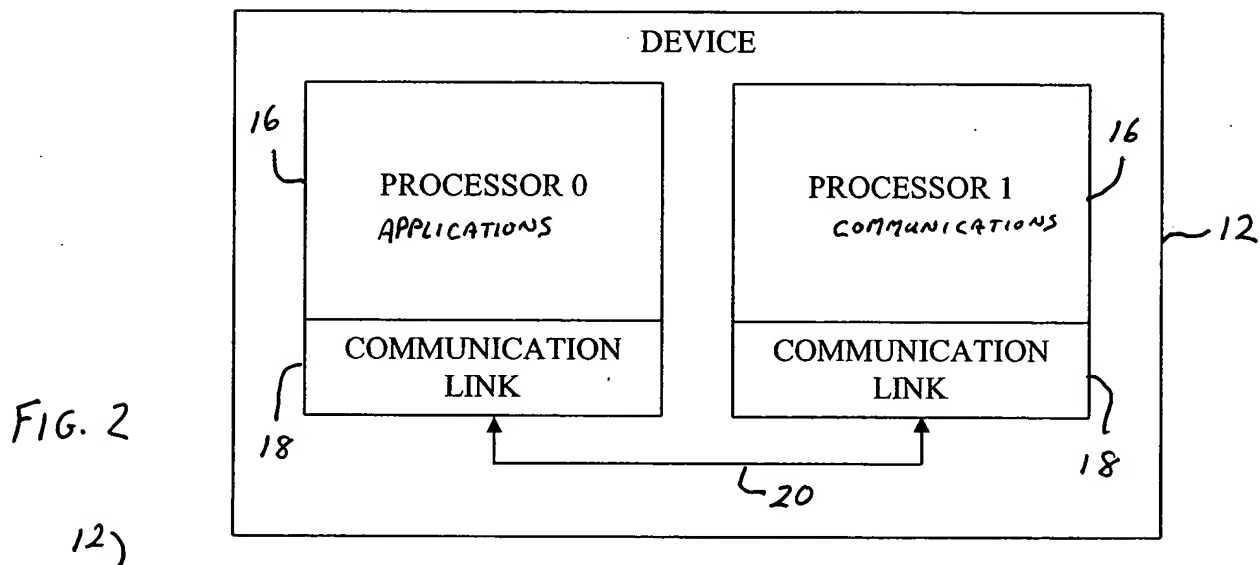 DEVICE
16
16
PROCESSOR 0
APPLICATIONS
PROCESSOR 1
COMMUNICATIONS
12
COMMUNICATION
LINK
COMMUNICATION
LINK
FIG. 2
18
18
20
12)